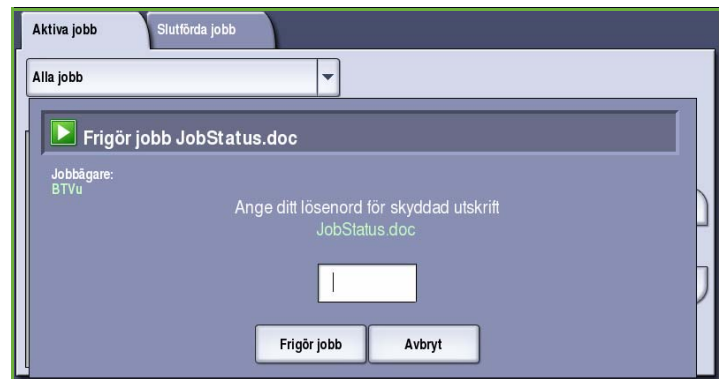 Aktiva jobb
Slutförda jobb
Alla jobb
Frigör jobb JobStatus.doc
Jobbägare:
BTVu
Ange ditt lösenord för skyddad utskrift
JobStatus.doc
Frigör jobb
Avbryt